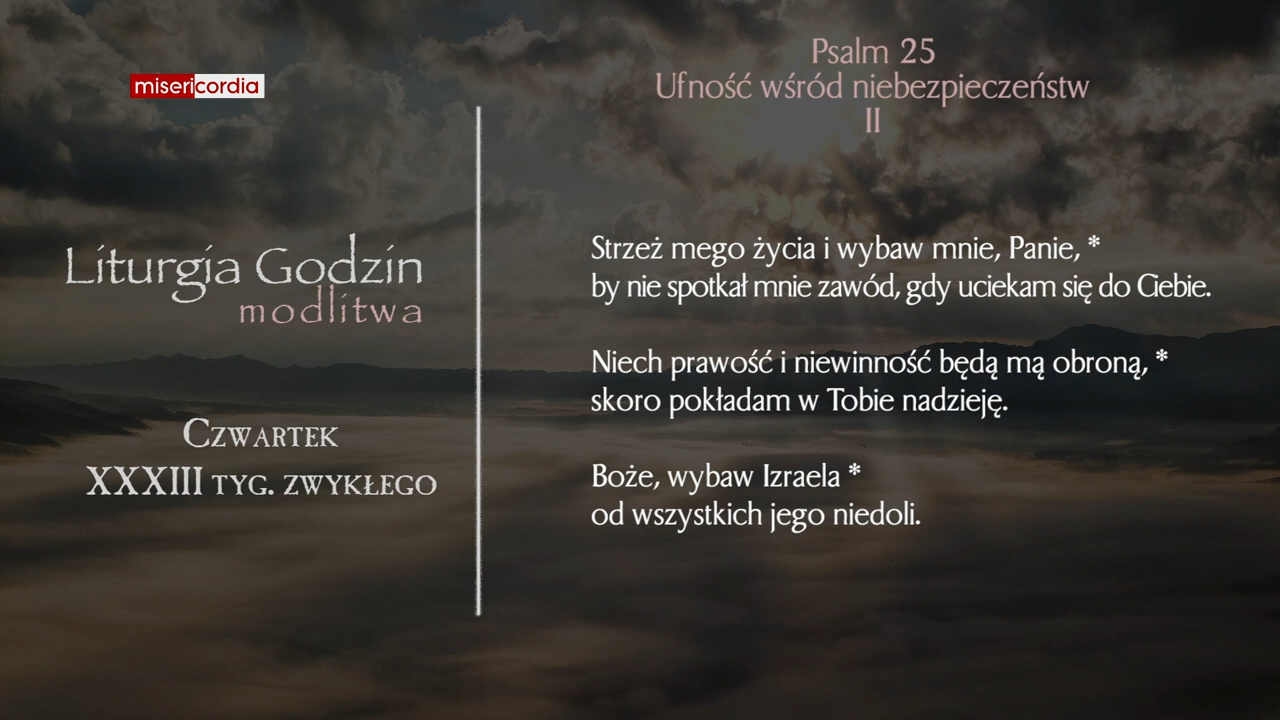 misericordia
Liturgia Godzin
modlitwa
Czwartek
XXXIII tyg. zwykłego
Psalm 25
Ufność wśród niebezpieczeństw
II
Strzeż mego życia i wybaw mnie, Panie, *
by nie spotkał mnie zawód, gdy uciekam się do Ciebie.
Niech prawość i niewinność będą mą obroną, *
skoro pokładam w Tobie nadzieję.
Boże, wybaw Izraela *
od wszystkich jego niedoli.